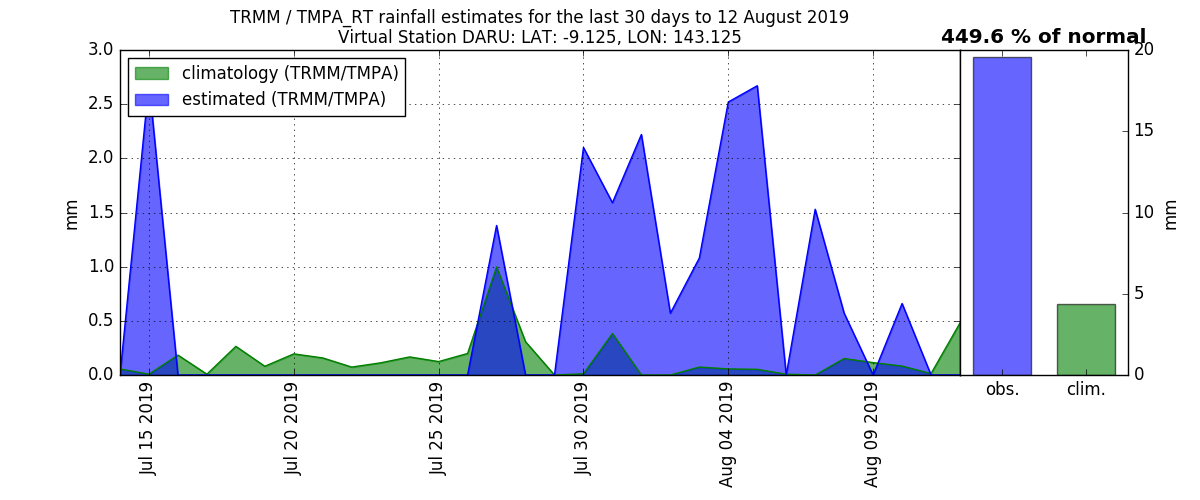 TRMM / TMPA_RT rainfall estimates for the last 30 days to 12 August 2019
Virtual Station DARU: LAT: -9.125, LON: 143.125
449.6 % of normal
climatology (TRMM/TMPA)
estimated (TRMM/TMPA)
3.0
2.5
2.0
1.5
1.0
0.5
0.0
mm
Jul 15 2019
Jul 20 2019
Jul 25 2019
Jul 30 2019
Aug 04 2019
Aug 09 2019
20
15
10
5
0
mm
obs.
clim.